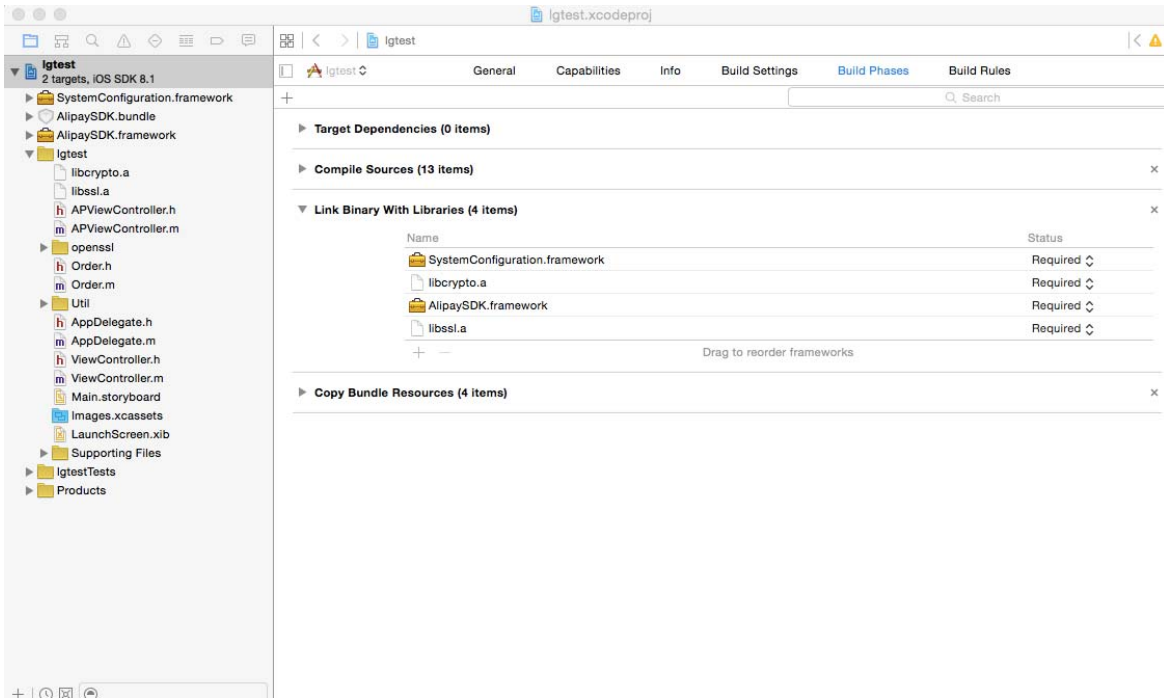 lgtest.xcodeproj
lgtest
lgtest
2 targets, iOS SDK 8.1
SystemConfiguration.framework
AlipaySDK.bundle
AlipaySDK.framework
lgtest
libcrypto.a
libssl.a
h APViewController.h
m APViewController.m
openssl
h Order.h
m Order.m
Util
h AppDelegate.h
m AppDelegate.m
h ViewController.h
m ViewController.m
Main.storyboard
Images.xcassets
LaunchScreen.xib
Supporting Files
lgtestTests
Products
lgtest General Capabilities Info Build Settings Build Phases Build Rules
Search
Target Dependencies (0 items)
Compile Sources (13 items)
Link Binary With Libraries (4 items)
Name Status
SystemConfiguration.framework Required
libcrypto.a Required
AlipaySDK.framework Required
libssl.a Required
Drag to reorder frameworks
Copy Bundle Resources (4 items)